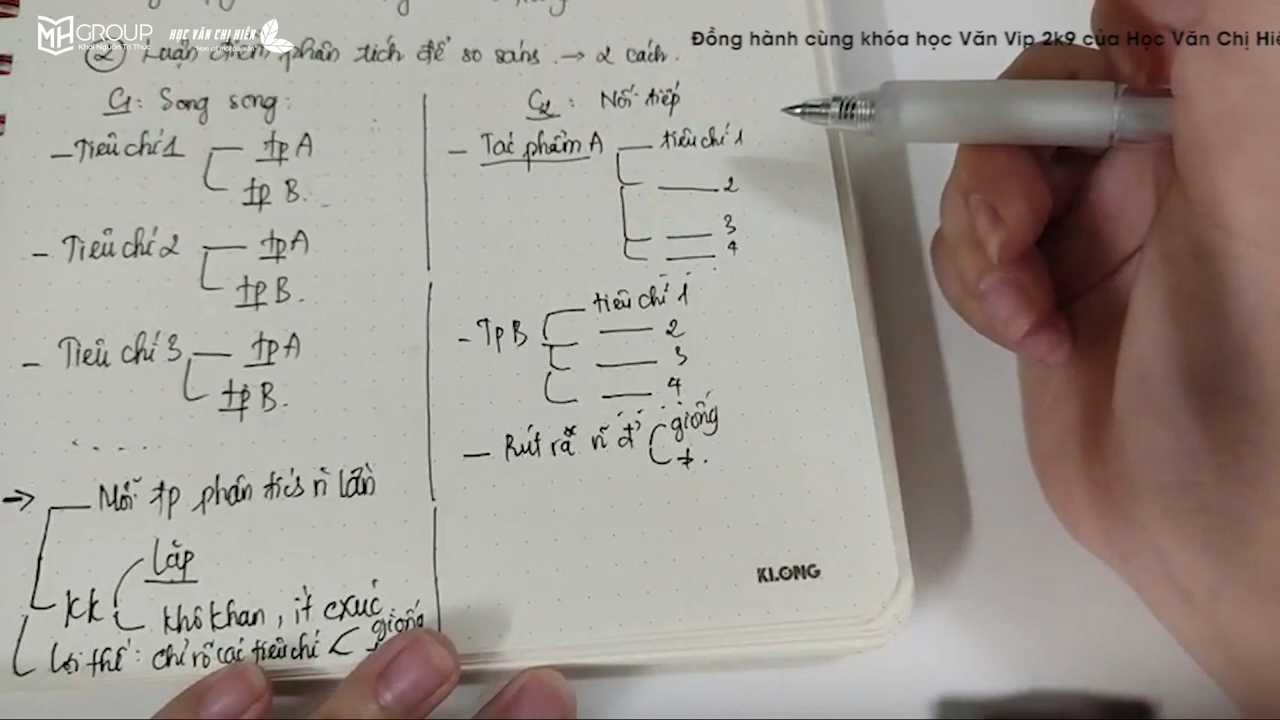 MH GROUP
Khơi Nguồn Tri Thức
HỌC VĂN CHỊ HIÊN
Đồng hành cùng khóa học Văn Vip 2k9 của Học Văn Chị Hiê
② Luận điểm phân tích để so sánh → 2 cách.
C1: Song song:
- Tiêu chí 1
tp A
tp B.
- Tiêu chí 2
tp A
tp B.
- Tiêu chí 3
tp A
tp B.
.....
→ Mỗi tp phân tích n lần
KK
Lặp
khô khan, ít cxúc
Lợi thế: chỉ rõ các tiêu chí <
giống
C2: Nối tiếp
- Tác phẩm A
tiêu chí 1
2
3
4
- Tp B
tiêu chí 1
2
3
4
- Rút ra n đ²
giống
≠.
KLONG